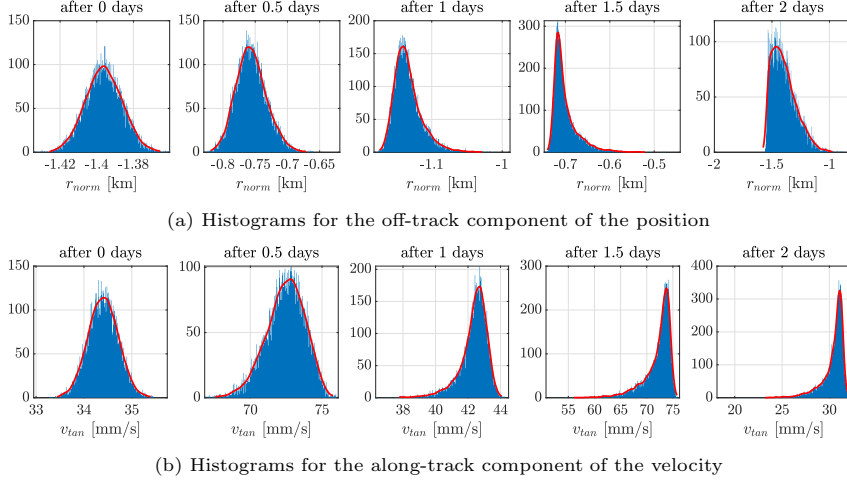 after 0 days after 0.5 days after 1 days after 1.5 days after 2 days
150 150 200 300 100
100 100 150 200 50
50 50 100 100 0
0 0 50 0
0
-1.42 -1.4 -1.38 -0.8 -0.75 -0.7 -0.65 -1.1 -1 -0.7 -0.6 -0.5 -2 -1.5 -1
r_norm [km] r_norm [km] r_norm [km] r_norm [km] r_norm [km]
(a) Histograms for the off-track component of the position
after 0 days after 0.5 days after 1 days after 1.5 days after 2 days
150 100 200 300 400
100 50 150 200 300
50 0 100 100 200
0 50 0 100
0 0
33 34 35 70 75 38 40 42 44 55 60 65 70 75 20 25 30
v_tan [mm/s] v_tan [mm/s] v_tan [mm/s] v_tan [mm/s] v_tan [mm/s]
(b) Histograms for the along-track component of the velocity